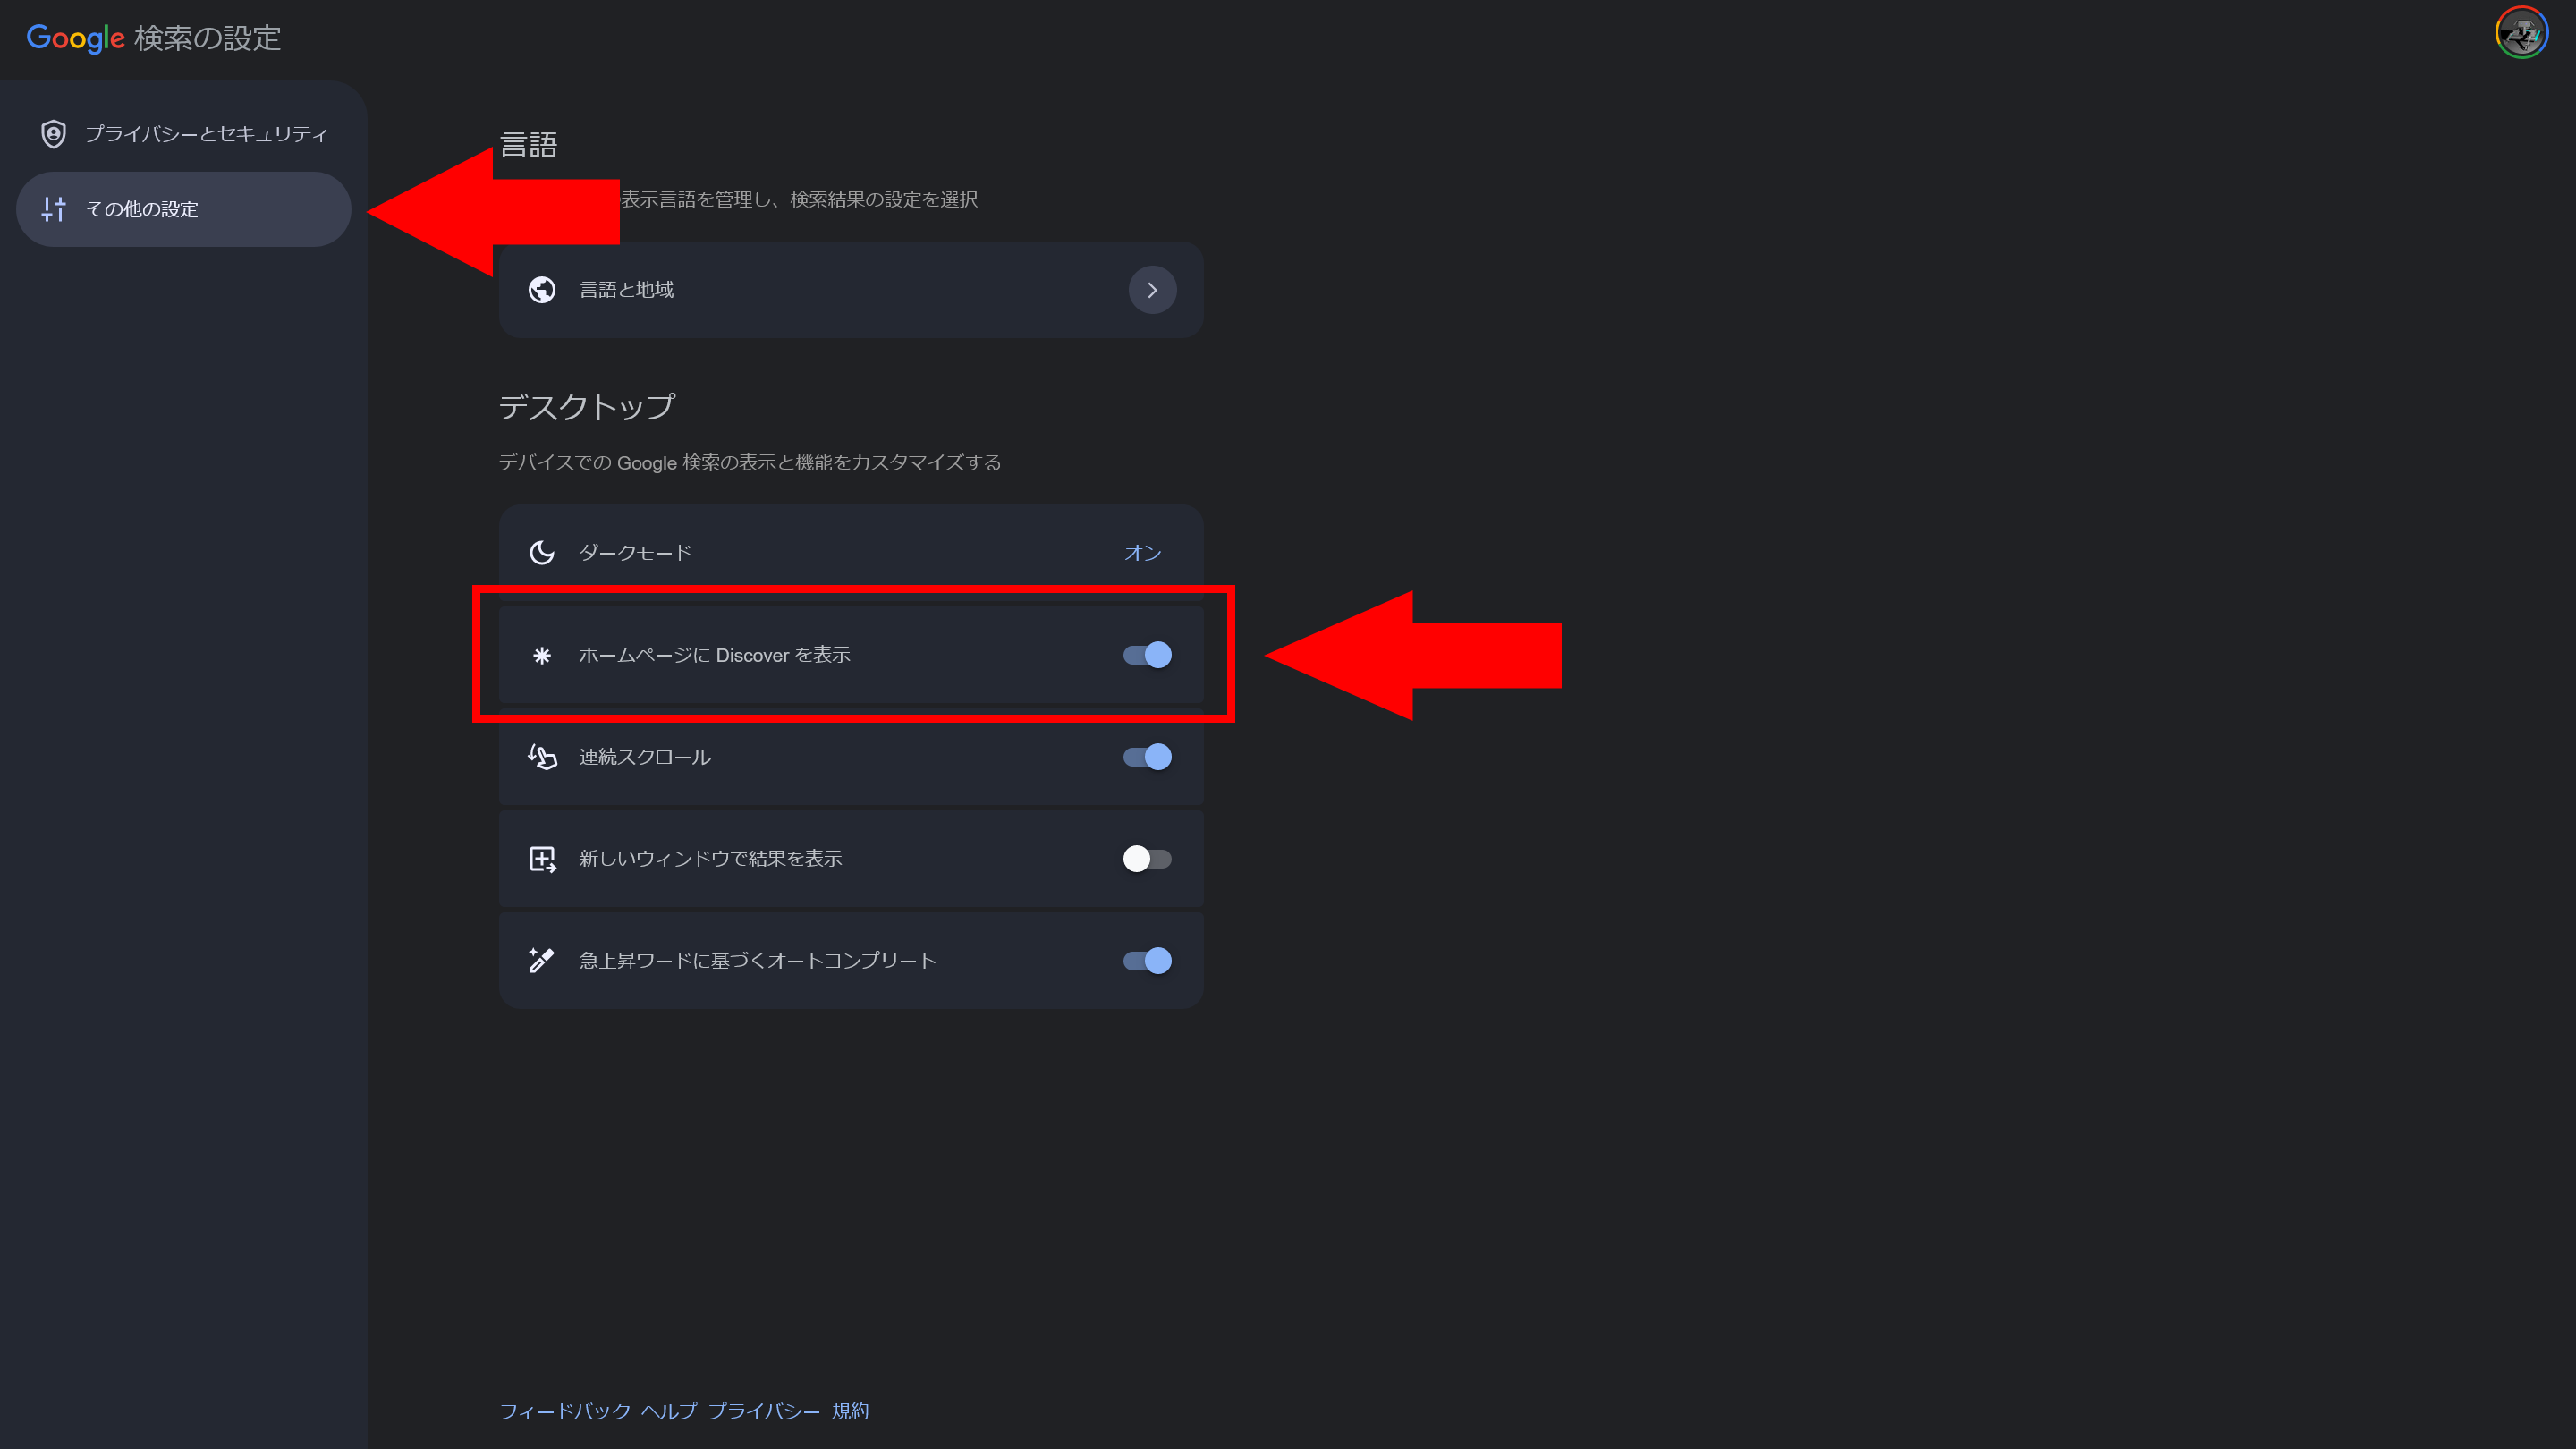 Google 検索の設定
プライバシーとセキュリティ
その他の設定
言語
表示言語を管理し、検索結果の設定を選択
言語と地域
デスクトップ
デバイスでの Google 検索の表示と機能をカスタマイズする
ダークモード
オン
ホームページに Discover を表示
連続スクロール
新しいウィンドウで結果を表示
急上昇ワードに基づくオートコンプリート
フィードバック ヘルプ プライバシー 規約